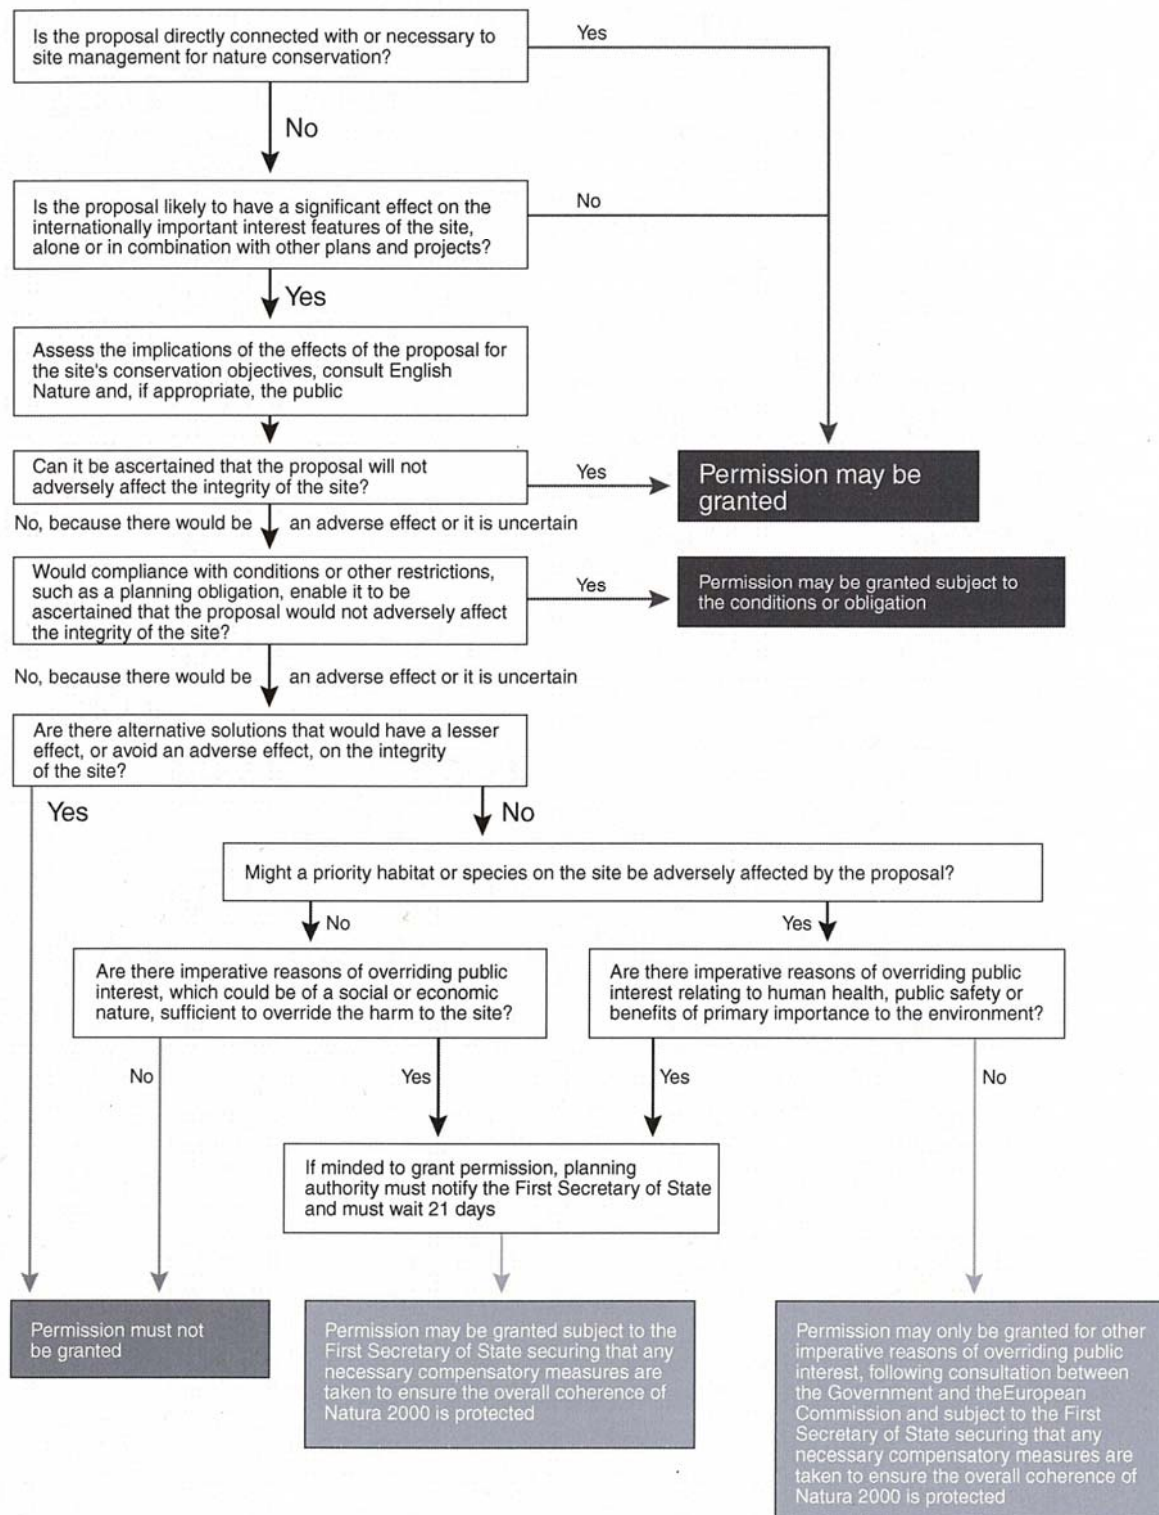 Is the proposal directly connected with or necessary to
site management for nature conservation?
Yes
No
Is the proposal likely to have a significant effect on the
internationally important interest features of the site,
alone or in combination with other plans and projects?
No
Yes
Assess the implications of the effects of the proposal for
the site's conservation objectives, consult English
Nature and, if appropriate, the public
Can it be ascertained that the proposal will not
adversely affect the integrity of the site?
Yes
Permission may be
granted
No, because there would be an adverse effect or it is uncertain
Would compliance with conditions or other restrictions,
such as a planning obligation, enable it to be
ascertained that the proposal would not adversely affect
the integrity of the site?
Yes
Permission may be granted subject to
the conditions or obligation
No, because there would be an adverse effect or it is uncertain
Are there alternative solutions that would have a lesser
effect, or avoid an adverse effect, on the integrity
of the site?
Yes
No
Might a priority habitat or species on the site be adversely affected by the proposal?
No
Yes
Are there imperative reasons of overriding public
interest, which could be of a social or economic
nature, sufficient to override the harm to the site?
Are there imperative reasons of overriding public
interest relating to human health, public safety or
benefits of primary importance to the environment?
No
Yes
Yes
No
If minded to grant permission, planning
authority must notify the First Secretary of State
and must wait 21 days
Permission must not
be granted
Permission may be granted subject to the
First Secretary of State securing that any
necessary compensatory measures are
taken to ensure the overall coherence of
Natura 2000 is protected
Permission may only be granted for other
imperative reasons of overriding public
interest, following consultation between
the Government and theEuropean
Commission and subject to the First
Secretary of State securing that any
necessary compensatory measures are
taken to ensure the overall coherence of
Natura 2000 is protected